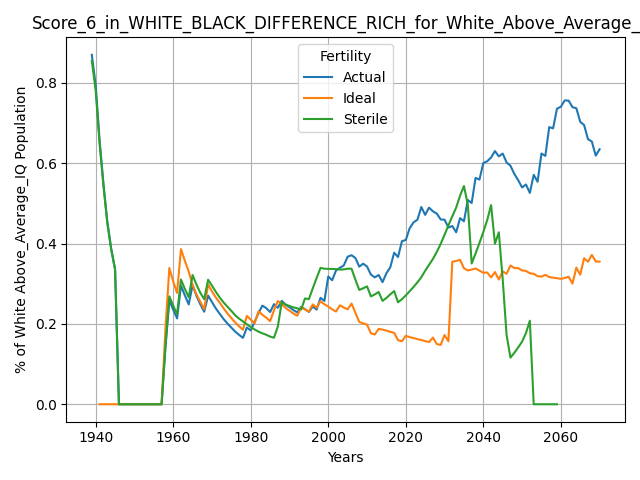 Score_6_in_WHITE_BLACK_DIFFERENCE_RICH_for_White_Above_Average_
Fertility
Actual
Ideal
Sterile
% of White Above_Average_IQ Population
0.8
0.6
0.4
0.2
0.0
1940 1960 1980 2000 2020 2040 2060
Years